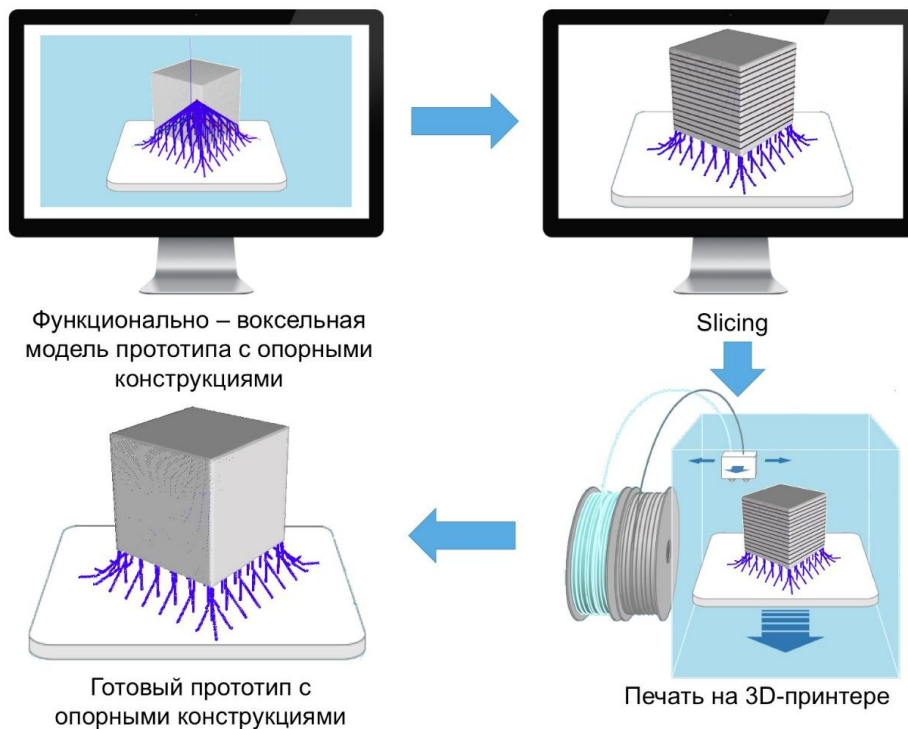 Функционально – воксельная
модель прототипа с опорными
конструкциями
Slicing
Готовый прототип с
опорными конструкциями
Печать на 3D-принтере